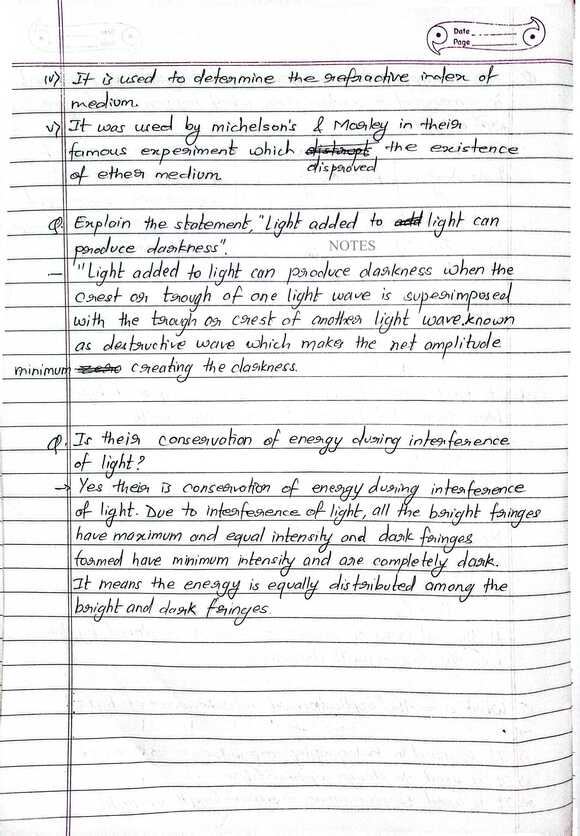 Date
Page
iv) It is used to determine the refractive index of
medium.
v) It was used by michelson's & Morley in their
famous experiment which disproved the existence
of ether medium
Q. Explain the statement, "Light added to light can
produce darkness".
NOTES
- "Light added to light can produce darkness when the
crest or trough of one light wave is superimposed
with the trough or crest of another light wave.known
as destructive wave which makes the net amplitude
minimum creating the darkness.
Q. Is their conservation of energy during interference
of light?
→ Yes their is conservation of energy during interference
of light. Due to interference of light, all the bright fringes
have maximum and equal intensity and dark fringes
formed have minimum intensity and are completely dark.
It means the energy is equally distributed among the
bright and dark fringes